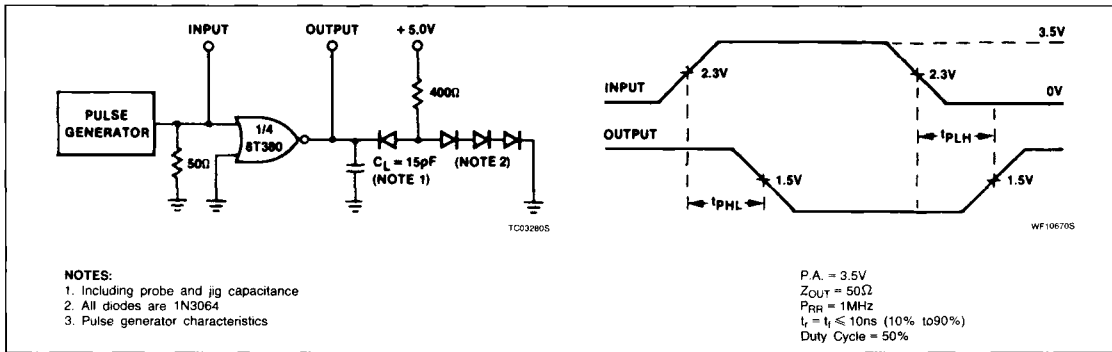 INPUT
OUTPUT
+ 5.0V
400Ω
PULSE
GENERATOR
50Ω
1/4
8T380
CL = 15pF
(NOTE 1)
(NOTE 2)
TC03280S
3.5V
2.3V
2.3V
INPUT
0V
OUTPUT
tPLH
1.5V
1.5V
tPHL
WF10670S
NOTES:
1. Including probe and jig capacitance
2. All diodes are 1N3064
3. Pulse generator characteristics
P.A. = 3.5V
ZOUT = 50Ω
PRR = 1MHz
tr = tf ⩽ 10ns (10% to90%)
Duty Cycle = 50%